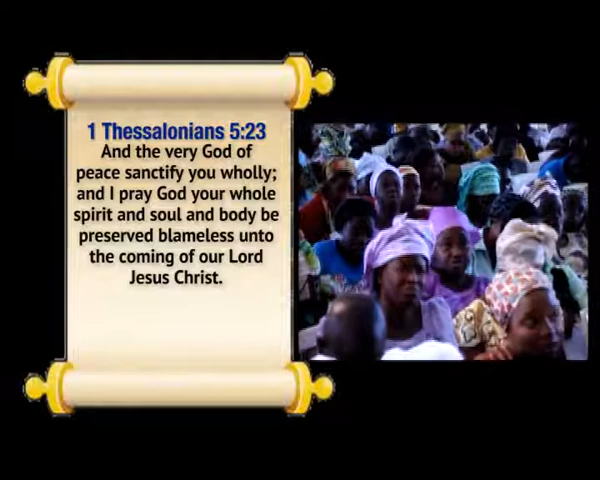 1 Thessalonians 5:23
And the very God of
peace sanctify you wholly;
and I pray God your whole
spirit and soul and body be
preserved blameless unto
the coming of our Lord
Jesus Christ.